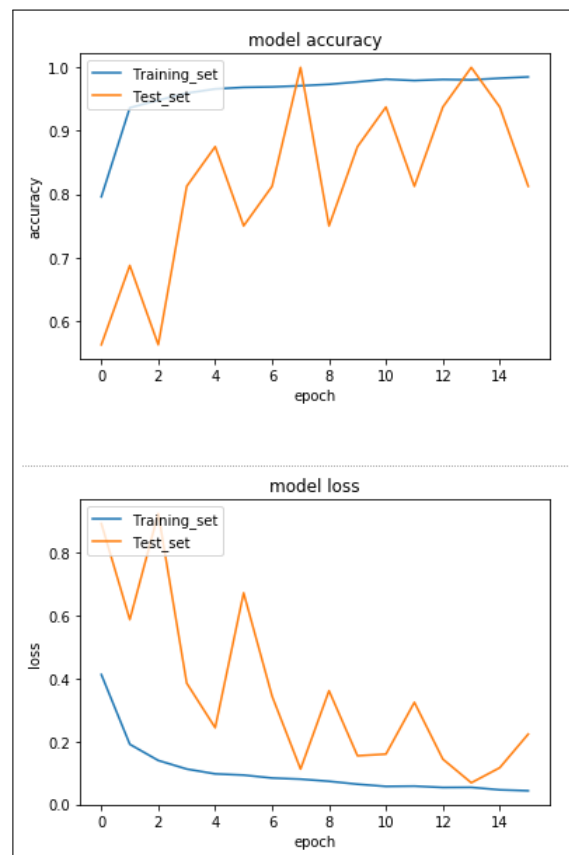 model accuracy
Training_set
Test_set
1.0
0.9
0.8
0.7
0.6
accuracy
0 2 4 6 8 10 12 14
epoch
model loss
Training_set
Test_set
0.8
0.6
0.4
0.2
0.0
loss
0 2 4 6 8 10 12 14
epoch